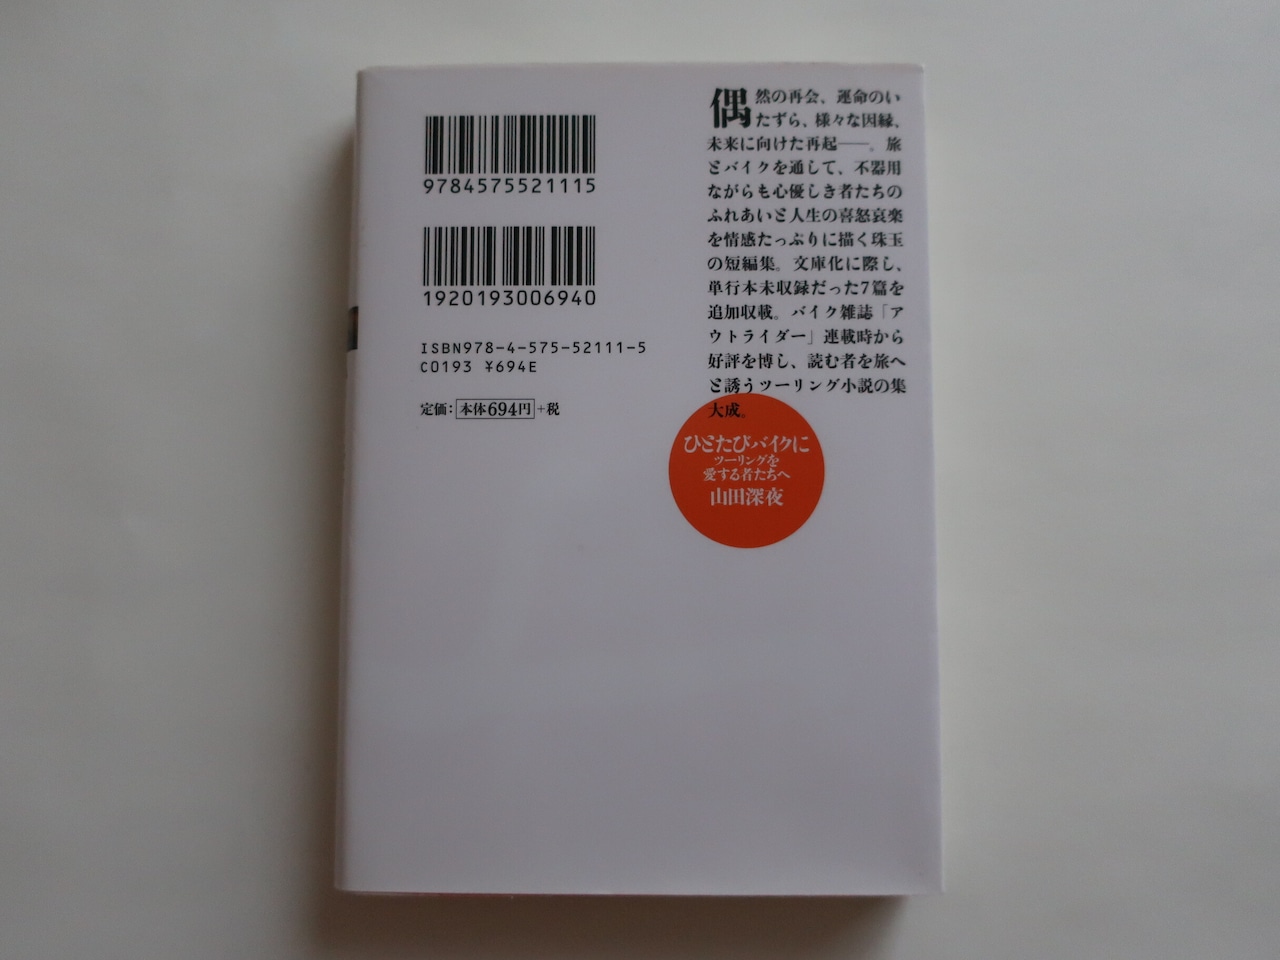 9784575521115
1920193006940
ISBN978-4-575-52111-5
C0193 ¥694E
定価：本体694円+税
偶然の再会、運命のい
たずら、様々な因縁、
未来に向けた再起――。旅
とバイクを通して、不器用
ながらも心優しき者たちの
ふれあいと人生の喜怒哀楽
を情感たっぷりに描く珠玉
の短編集。文庫化に際し、
単行本未収録だった7篇を
追加収載。バイク雑誌「ア
ウトライダー」連載時から
好評を博し、読む者を旅へ
と誘うツーリング小説の集
大成。
ひとたびバイクに
ツーリングを
愛する者たちへ
山田深夜